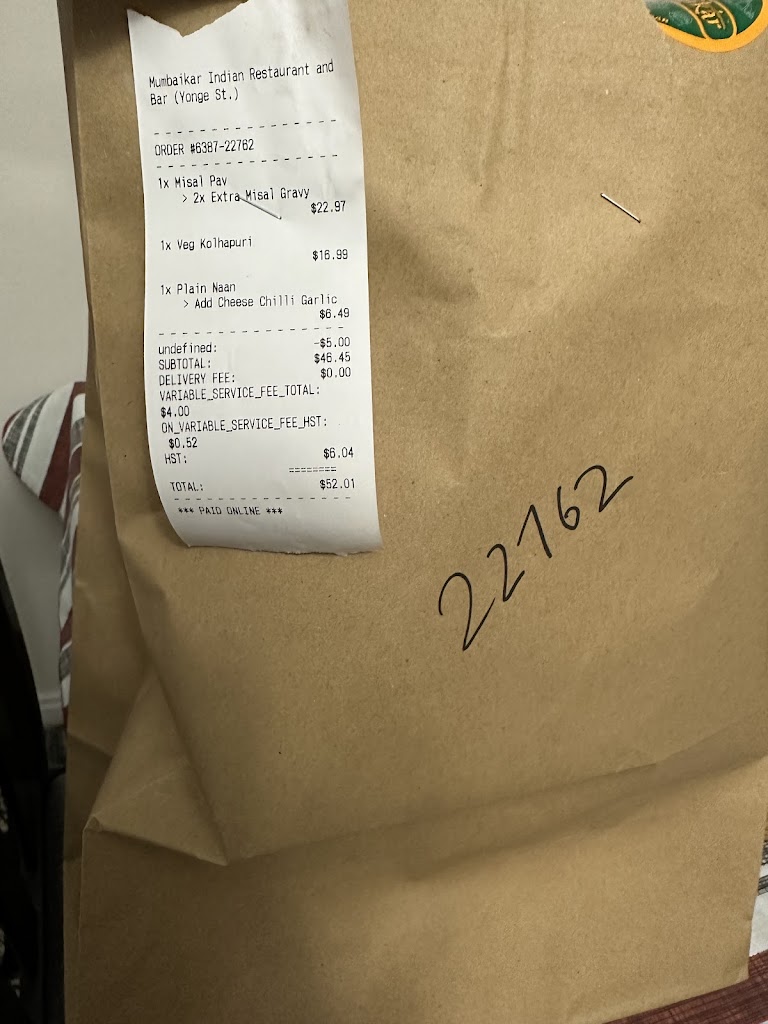 Mumbaikar Indian Restaurant and
Bar (Yonge St.)
- - - - - - - - - - - - - - - -
ORDER #6387-22762
- - - - - - - - - - - - - - - -
1x Misal Pav
> 2x Extra Misal Gravy
$22.97
1x Veg Kolhapuri
$16.99
1x Plain Naan
> Add Cheese Chilli Garlic
$6.49
- - - - - - - - - - - - - - - -
undefined: -$5.00
SUBTOTAL: $46.45
DELIVERY FEE: $0.00
VARIABLE_SERVICE_FEE_TOTAL:
$4.00
ON_VARIABLE_SERVICE_FEE_HST:
$0.52
HST: $6.04
========
TOTAL: $52.01
- - - - - - - - - - - - - - - -
*** PAID ONLINE ***
22762